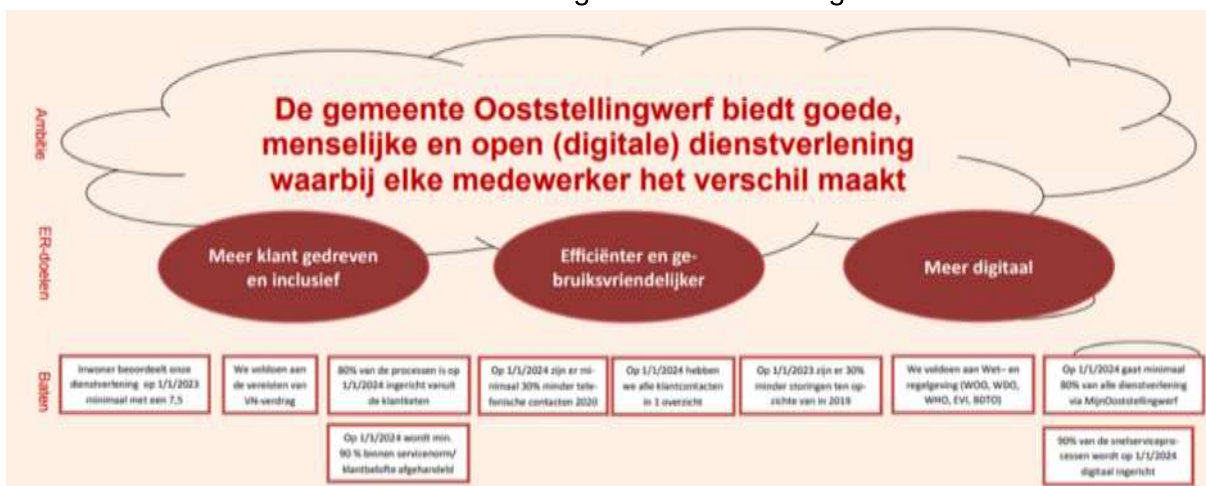 Ambitie
De gemeente Ooststellingwerf biedt goede,
menselijke en open (digitale) dienstverlening
waarbij elke medewerker het verschil maakt
ER-doelen
Meer klant gedreven
en inclusief
Efficiënter en ge-
bruiksvriendelijker
Meer digitaal
Baten
Inwoner beoordeelt onze
dienstverlening op 1/1/2023
minimaal met een 7,5
We voldoen aan
de vereisten van
VN-verdrag
80% van de processen is op
1/1/2024 ingericht vanuit
de klantketen
Op 1/1/2024 zijn er mi-
nimaal 30% minder tele-
fonische contacten 2020
Op 1/1/2024 hebben
we alle klantcontacten
in 1 overzicht
Op 1/1/2023 zijn er 30%
minder storingen ten op-
zichte van in 2019
We voldoen aan Wet– en
regelgeving (WOO, WDO,
WHO, EVI, BDTO)
Op 1/1/2024 gaat minimaal
80% van alle dienstverlening
via MijnOoststellingwerf
Op 1/1/2024 wordt min.
90 % binnen servicenorm/
klantbelofte afgehandeld
90% van de snelservicepro-
cessen wordt op 1/1/2024
digitaal ingericht